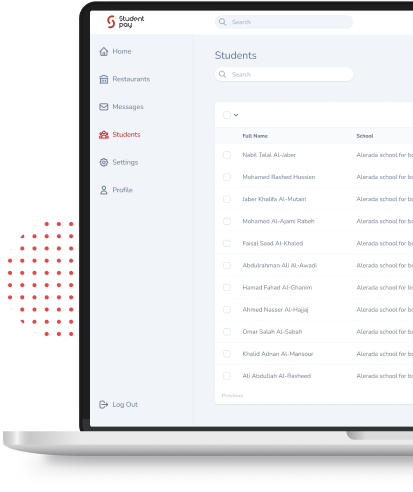 Student
pay
Search
Home
Restaurants
Messages
Students
Settings
Profile
Log Out
Students
Search
Full Name School
Nabil Talal Al-Jaber Alerada school for bo
Mohamed Rashed Hussien Alerada school for bo
Jaber Khalifa Al-Mutairi Alerada school for bo
Mohamed Al-Ajami Rabeh Alerada school for bo
Faisal Saad Al-Khaled Alerada school for bo
Abdulrahman Ali Al-Awadi Alerada school for bo
Hamad Fahad Al-Ghanim Alerada school for bo
Ahmed Nasser Al-Hajjaj Alerada school for bo
Omar Salah Al-Sabah Alerada school for bo
Khalid Adnan Al-Mansour Alerada school for bo
Ali Abdullah Al-Rasheed Alerada school for bo
Previous